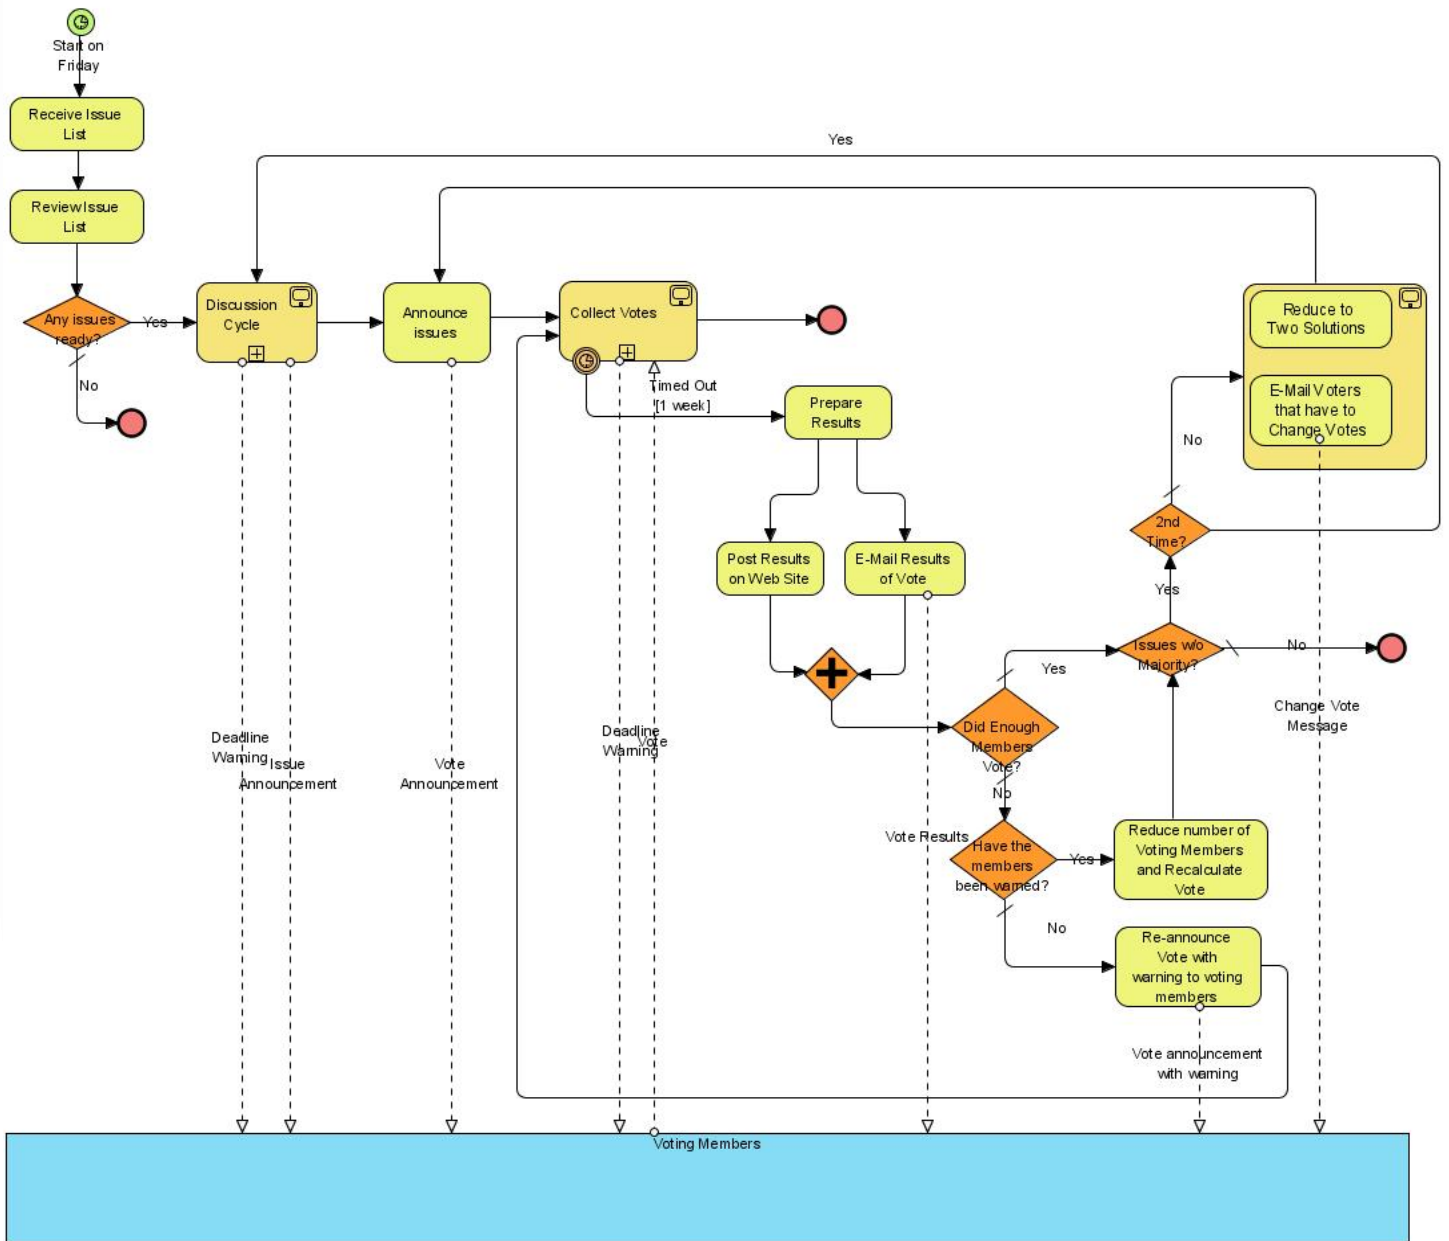 Start on
Friday
Receive Issue
List
Review Issue
List
Any issues
ready?
Yes
No
Discussion
Cycle
Announce
issues
Collect Votes
Timed Out
[1 week]
Yes
Reduce to
Two Solutions
E-Mail Voters
that have to
Change Votes
Prepare
Results
No
2nd
Time?
Post Results
on Web Site
E-Mail Results
of Vote
Yes
Issues w/o
Majority?
No
Yes
Did Enough
Members
Vote?
No
Change Vote
Message
Deadline
Warning
Issue
Announcement
Vote
Announcement
Deadline
Warning
Vote
Vote Results
Have the
members
been warned?
Yes
Reduce number of
Voting Members
and Recalculate
Vote
No
Re-announce
Vote with
warning to voting
members
Vote announcement
with warning
Voting Members